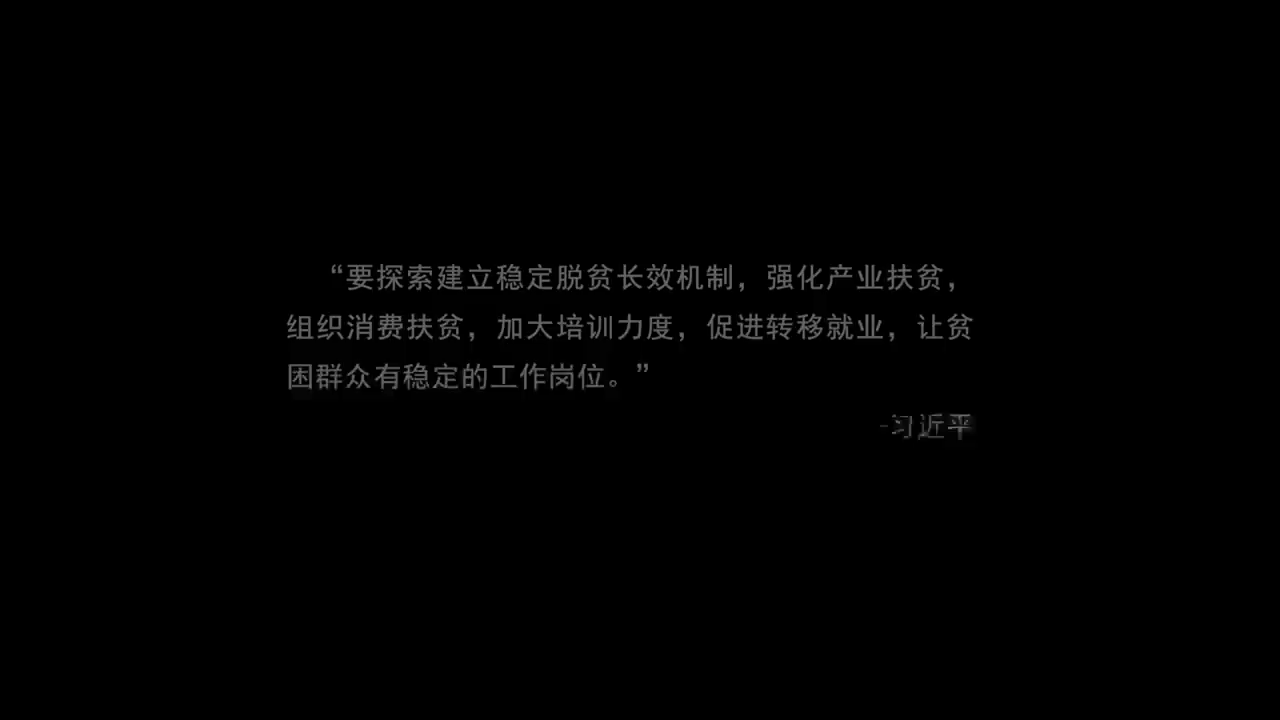 “要探索建立稳定脱贫长效机制，强化产业扶贫，
组织消费扶贫，加大培训力度，促进转移就业，让贫
困群众有稳定的工作岗位。”
-习近平